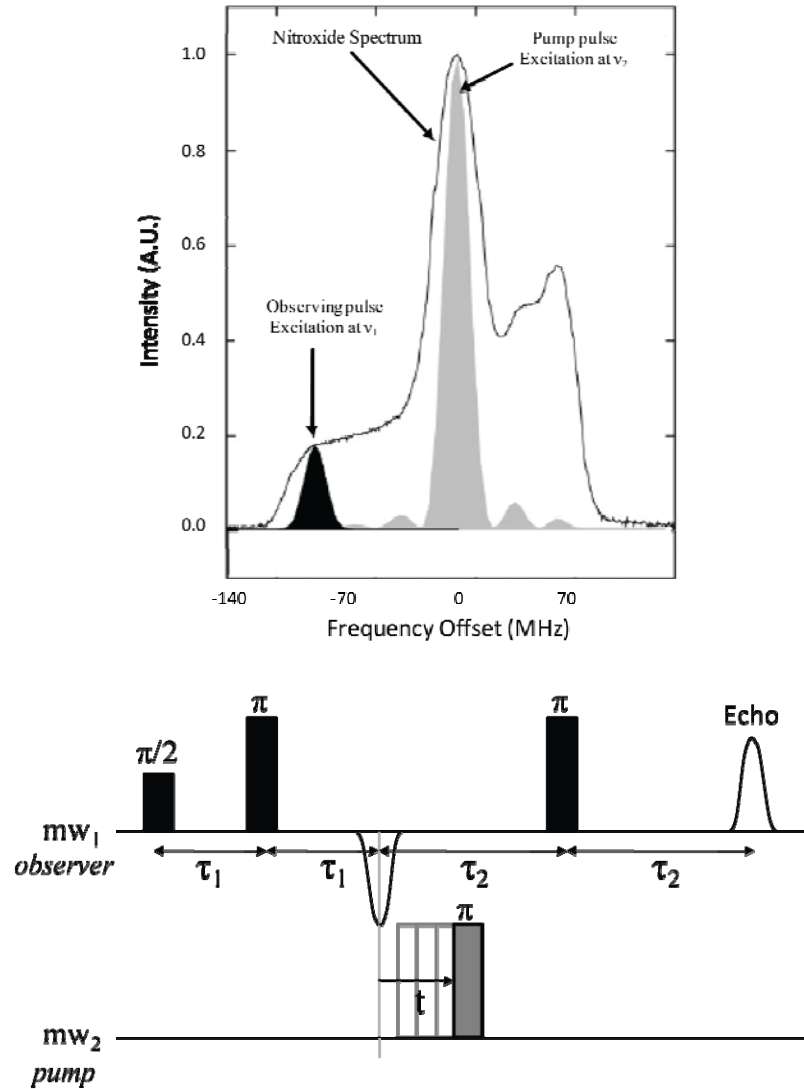 Nitroxide Spectrum
Pump pulse
Excitation at ν₂
1.0
0.8
0.6
0.4
0.2
0.0
Intensity (A.U.)
Observing pulse
Excitation at ν₁
-140 -70 0 70
Frequency Offset (MHz)
π/2 π π Echo
mw₁
observer
τ₁ τ₁ τ₂ τ₂
π
t
mw₂
pump